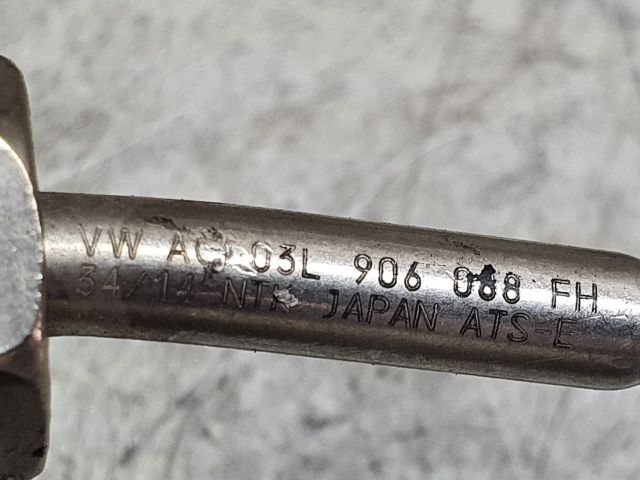 VW AG 03L 906 088 FH
34/14 NTK JAPAN ATS-E